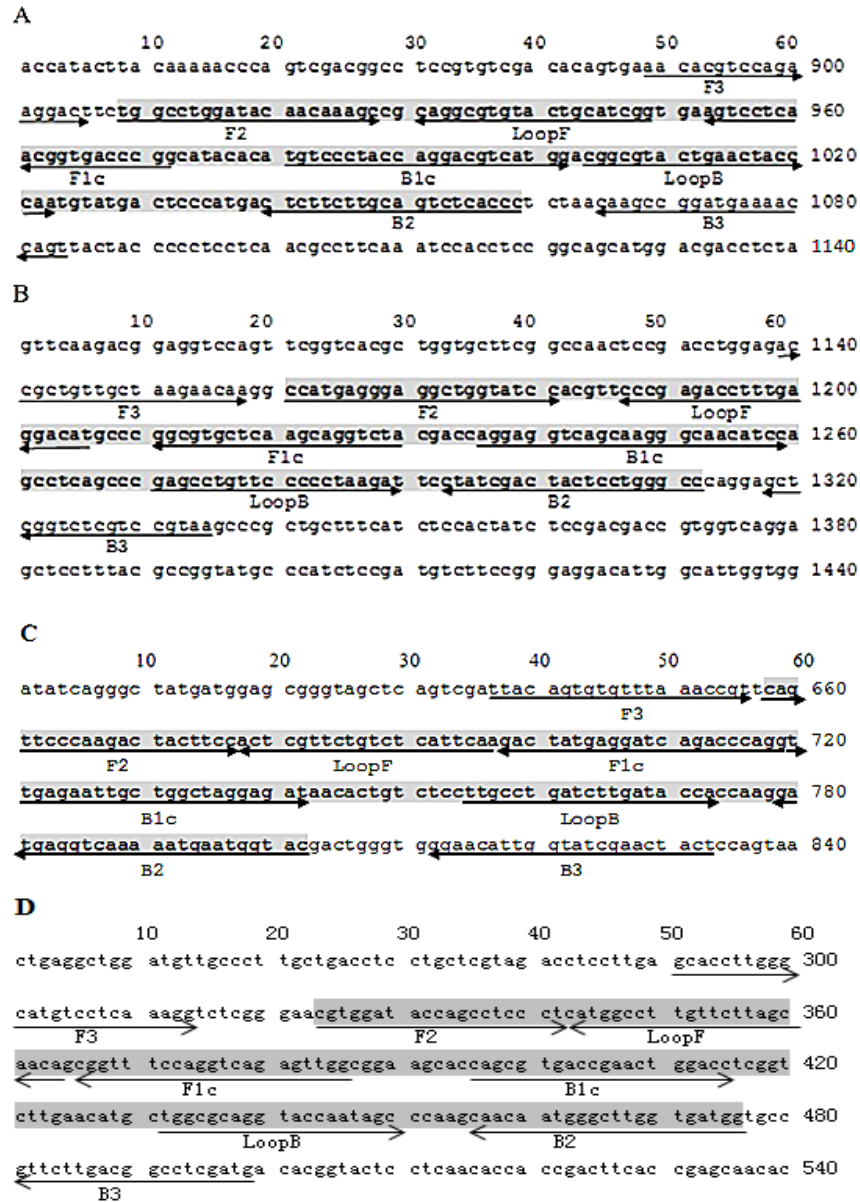 A
10 20 30 40 50 60
accatactta caaaaaccca gtcgacggcc tccgtgtcga cacagtgaaa cacgtccaga 900
F3
aggacttctg gcctggatac aacaaagccg caggcgtgta ctgcatcggt gaagtcctca 960
F2 LoopF
acggtgaccc ggcatacaca tgtccctacc aggacgtcat ggacggcgta ctgaactacc 1020
F1c B1c LoopB
caatgtatga ctcccatgac tcttcttgca gtctcaccct ctaacaagcc ggatgaaaac 1080
B2 B3
cagttactac cccctcctca acgccttcaa atccacctcc ggcagcatgg acgacctcta 1140
B
10 20 30 40 50 60
gttcaagacg gaggtccagt tcggtcacgc tggtgcttcg gccaactccg acctggagac 1140
cgctgttgct aagaacaagg ccatgaggga ggctggtatc cacgttcccg agacctttga 1200
F3 F2 LoopF
ggacatgccc ggcgtgctca agcaggtcta cgaccaggag gtcagcaagg gcaacatcca 1260
F1c B1c
gcctcagccc gagcctgttc ccccctaagat tcctatcgac tactcctggg cccaggagct 1320
LoopB B2
cggtctcgtc cgtaagcccg ctgctttcat ctccactatc tccgacgacc gtggtcagga 1380
B3
gctcctttac gccggtatgc ccatctccga tgtcttccgg gaggacattg gcattggtgg 1440
C
10 20 30 40 50 60
atatcagggc tatgatggag cgggtagctc agtcgattac agtgtgttta aaccgttcag 660
F3
ttcccaagac tacttccact cgttctgtct cattcaagac tatgaggatc agacccaggt 720
F2 LoopF F1c
tgagaattgc tggctaggag ataacactgt ctccttgcct gatcttgata ccaccaagga 780
B1c LoopB
tgaggtcaaa aatgaatggt acgactgggt gggaacattg gtatcgaact actccagtaa 840
B2 B3
D
10 20 30 40 50 60
ctgaggctgg atgttgccct tgctgacctc ctgctcgtag acctccttga gcaccttggg 300
catgtcctca aaggtctcgg gaacgtggat accagcctcc ctcatggcct tgttcttagc 360
F3 F2 LoopF
aacagcggtt tccaggtcag agttggcgga agcaccagcg tgaccgaact ggacctcggt 420
F1c B1c
cttgaacatg ctggcgcagg taccaatagc ccaagcaaca atgggcttgg tgatggtgcc 480
LoopB B2
gttcttgacg gcctcgatga cacggtactc ctcaacacca ccgacttcac cgagcaacac 540
B3